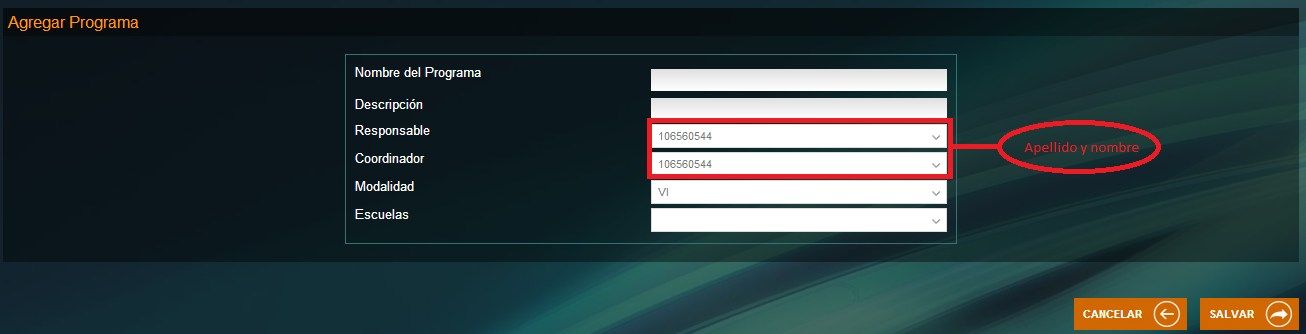 Agregar Programa
Nombre del Programa
Descripción
Responsable 106560544
Coordinador 106560544
Apellido y nombre
Modalidad VI
Escuelas
CANCELAR SALVAR